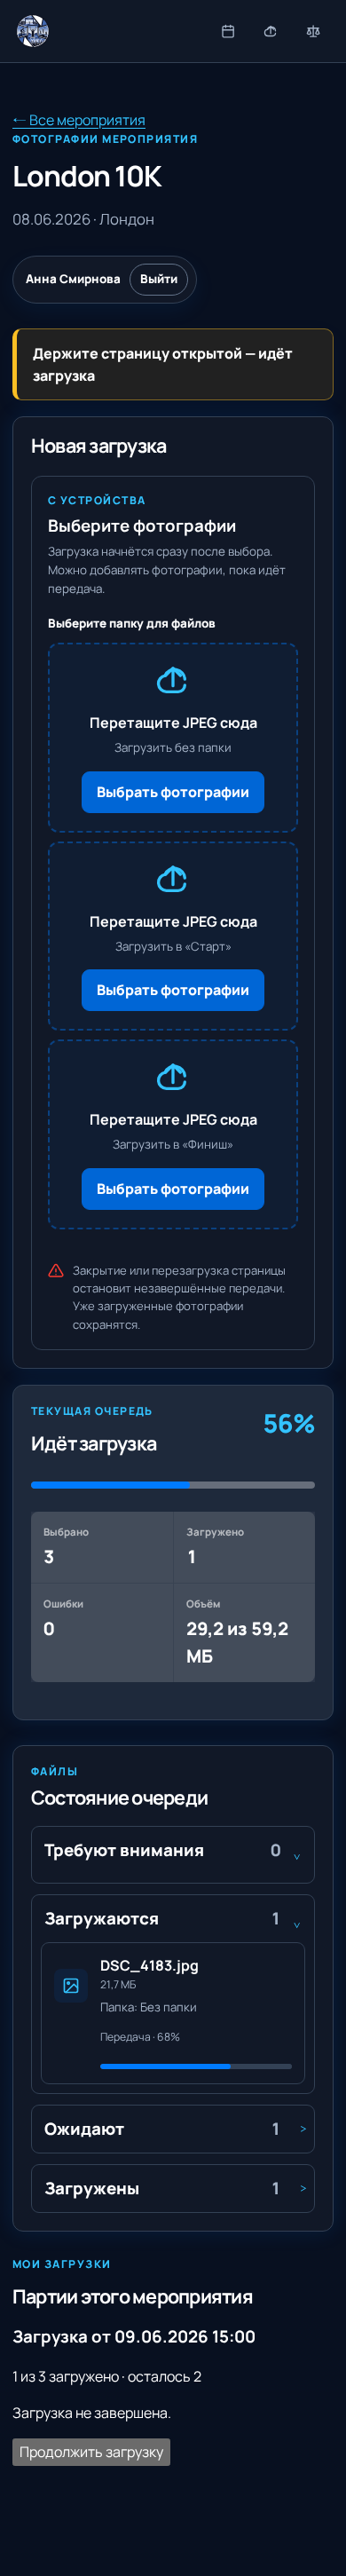 ← Все мероприятия
ФОТОГРАФИИ МЕРОПРИЯТИЯ
London 10K
08.06.2026 · Лондон
Анна Смирнова Выйти
Держите страницу открытой — идёт
загрузка
Новая загрузка
С УСТРОЙСТВА
Выберите фотографии
Загрузка начнётся сразу после выбора.
Можно добавлять фотографии, пока идёт
передача.
Выберите папку для файлов
Перетащите JPEG сюда
Загрузить без папки
Выбрать фотографии
Перетащите JPEG сюда
Загрузить в «Старт»
Выбрать фотографии
Перетащите JPEG сюда
Загрузить в «Финиш»
Выбрать фотографии
Закрытие или перезагрузка страницы
остановит незавершённые передачи.
Уже загруженные фотографии
сохранятся.
ТЕКУЩАЯ ОЧЕРЕДЬ
56%
Идёт загрузка
Выбрано Загружено
3 1
Ошибки Объём
0 29,2 из 59,2
МБ
ФАЙЛЫ
Состояние очереди
Требуют внимания 0
Загружаются 1
DSC_4183.jpg
21,7 МБ
Папка: Без папки
Передача · 68%
Ожидают 1
Загружены 1
МОИ ЗАГРУЗКИ
Партии этого мероприятия
Загрузка от 09.06.2026 15:00
1 из 3 загружено · осталось 2
Загрузка не завершена.
Продолжить загрузку